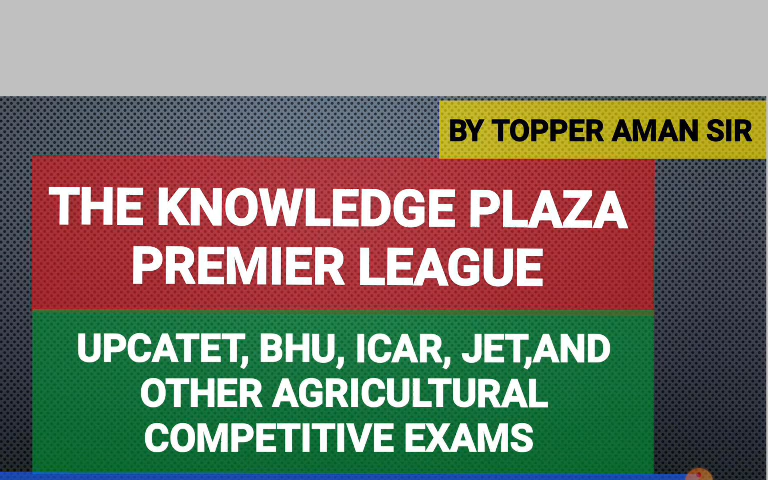 BY TOPPER AMAN SIR
THE KNOWLEDGE PLAZA
PREMIER LEAGUE
UPCATET, BHU, ICAR, JET,AND
OTHER AGRICULTURAL
COMPETITIVE EXAMS